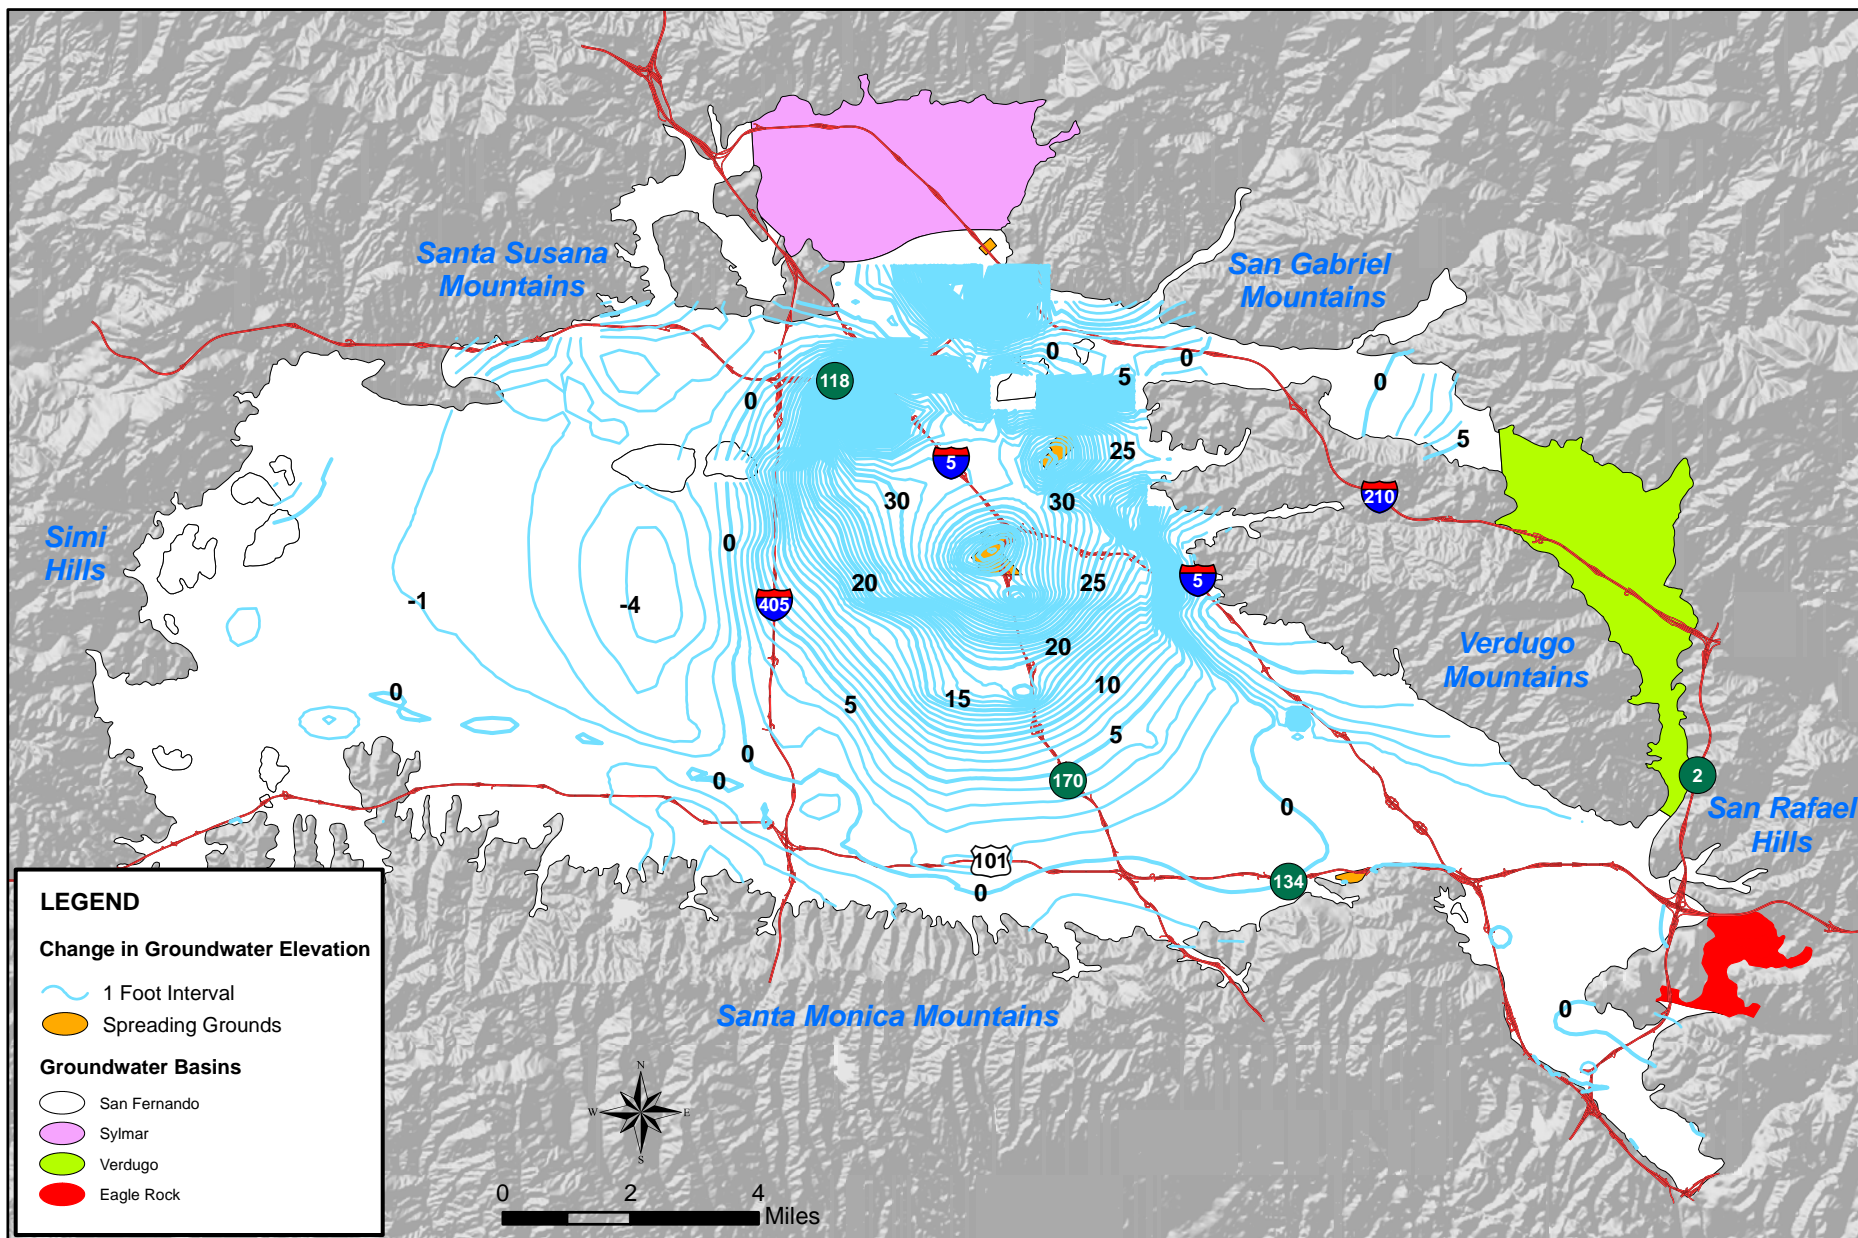 Santa Susana
Mountains
San Gabriel
Mountains
0
0
5
0
118
0
5
25
5
30
30
210
Simi
Hills
0
20
25
5
-1
-4
405
20
Verdugo
Mountains
0
5
15
10
5
0
0
170
2
0
San Rafael
Hills
101
0
134
LEGEND
Change in Groundwater Elevation
1 Foot Interval
Spreading Grounds
Groundwater Basins
San Fernando
Sylmar
Verdugo
Eagle Rock
Santa Monica Mountains
0
N
W
E
S
0
2
4
Miles